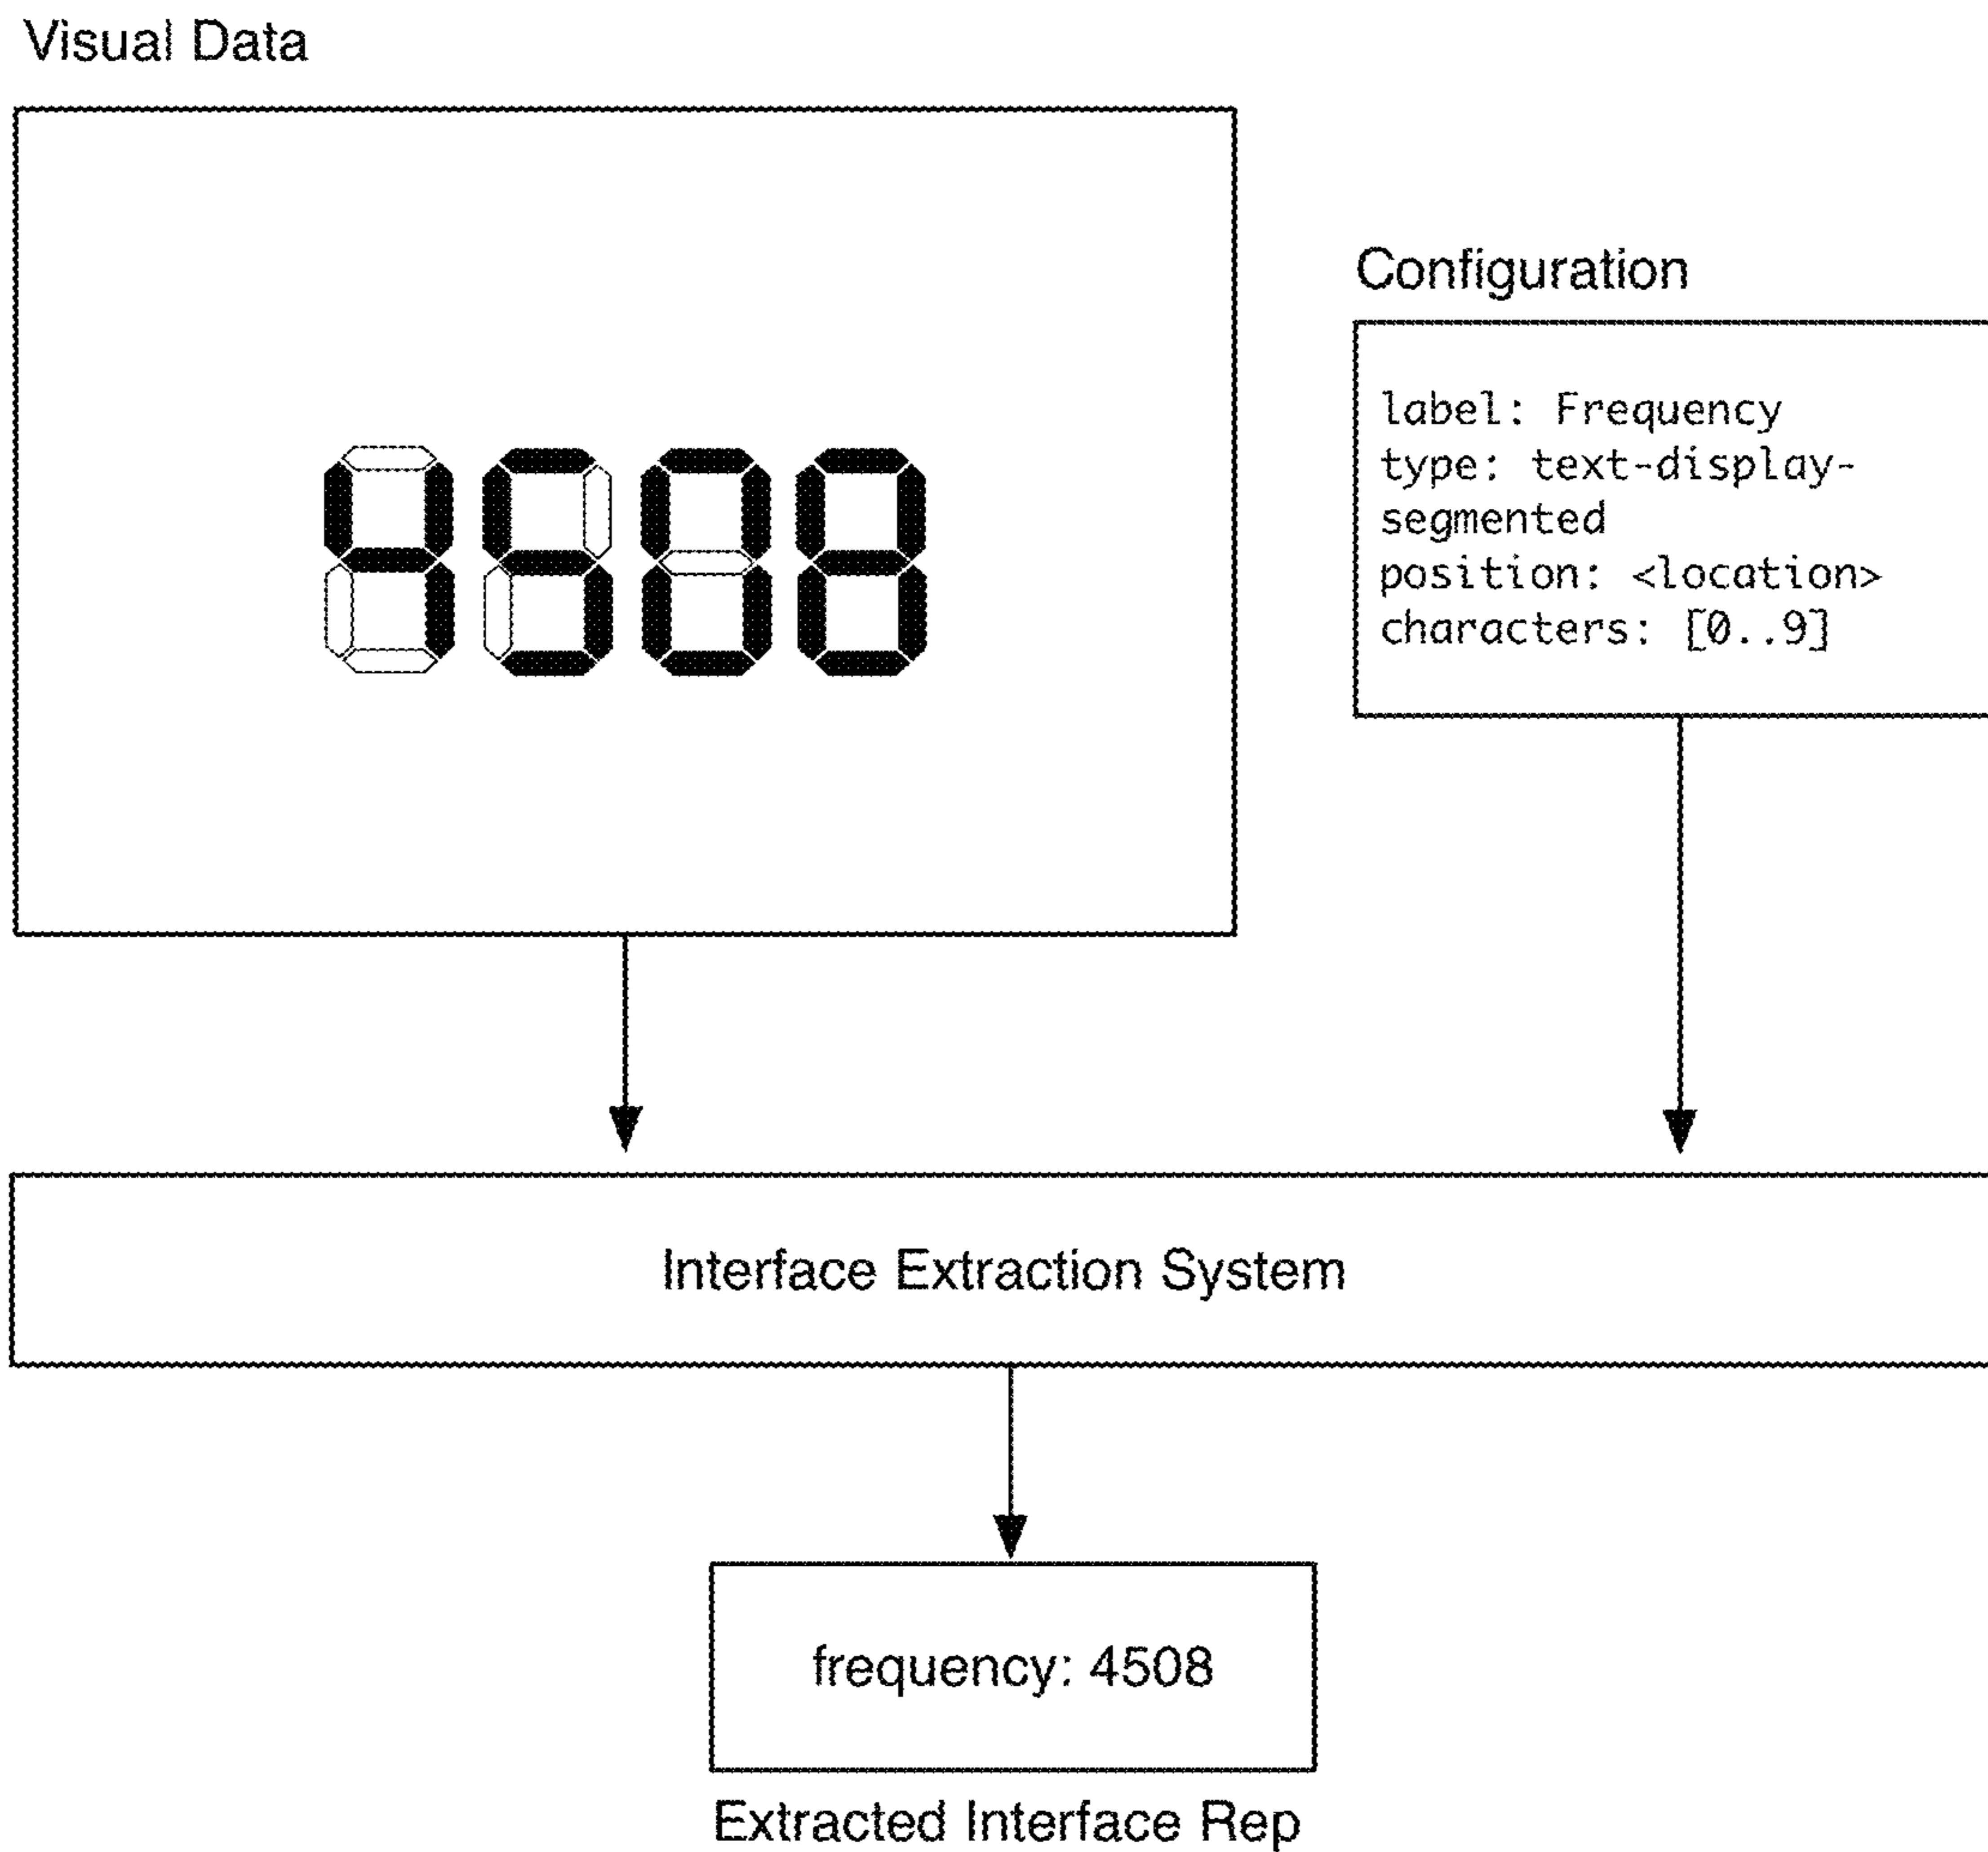 Visual Data
4508
Configuration
label: Frequency
type: text-display-
segmented
position: <location>
characters: [0..9]
Interface Extraction System
frequency: 4508
Extracted Interface Rep